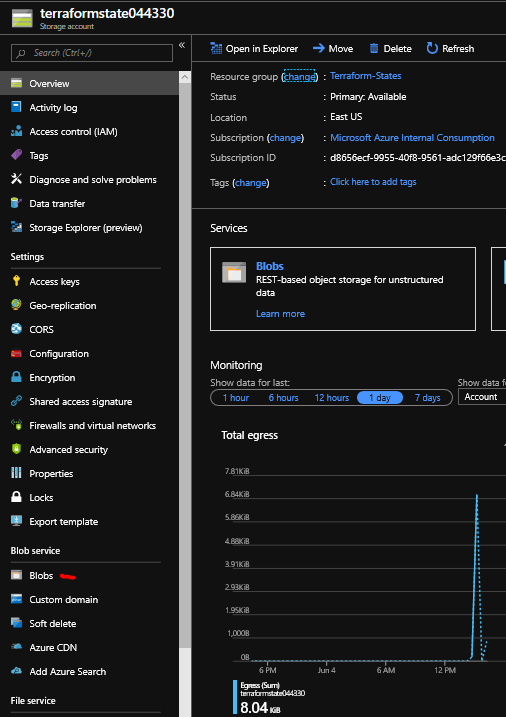 terraformstate044330
Storage account
Search (Ctrl+/)
«
Overview
Activity log
Access control (IAM)
Tags
Diagnose and solve problems
Data transfer
Storage Explorer (preview)
Settings
Access keys
Geo-replication
CORS
Configuration
Encryption
Shared access signature
Firewalls and virtual networks
Advanced security
Properties
Locks
Export template
Blob service
Blobs
Custom domain
Soft delete
Azure CDN
Add Azure Search
File service
Open in Explorer Move Delete Refresh
Resource group (change) : Terraform-States
Status : Primary: Available
Location : East US
Subscription (change) : Microsoft Azure Internal Consumption
Subscription ID : d8656ecf-9955-40f8-9561-adc129f66e3c
Tags (change) : Click here to add tags
Services
Blobs
REST-based object storage for unstructured
data
Learn more
Monitoring
Show data for last: Show data fo
1 hour 6 hours 12 hours 1 day 7 days Account
Total egress
7.81KiB
6.84KiB
5.86KiB
4.88KiB
3.91KiB
2.93KiB
1.95KiB
1,000B
0B
6 PM Jun 4 6 AM 12 PM
Egress (Sum)
terraformstate044330
8.04 KiB